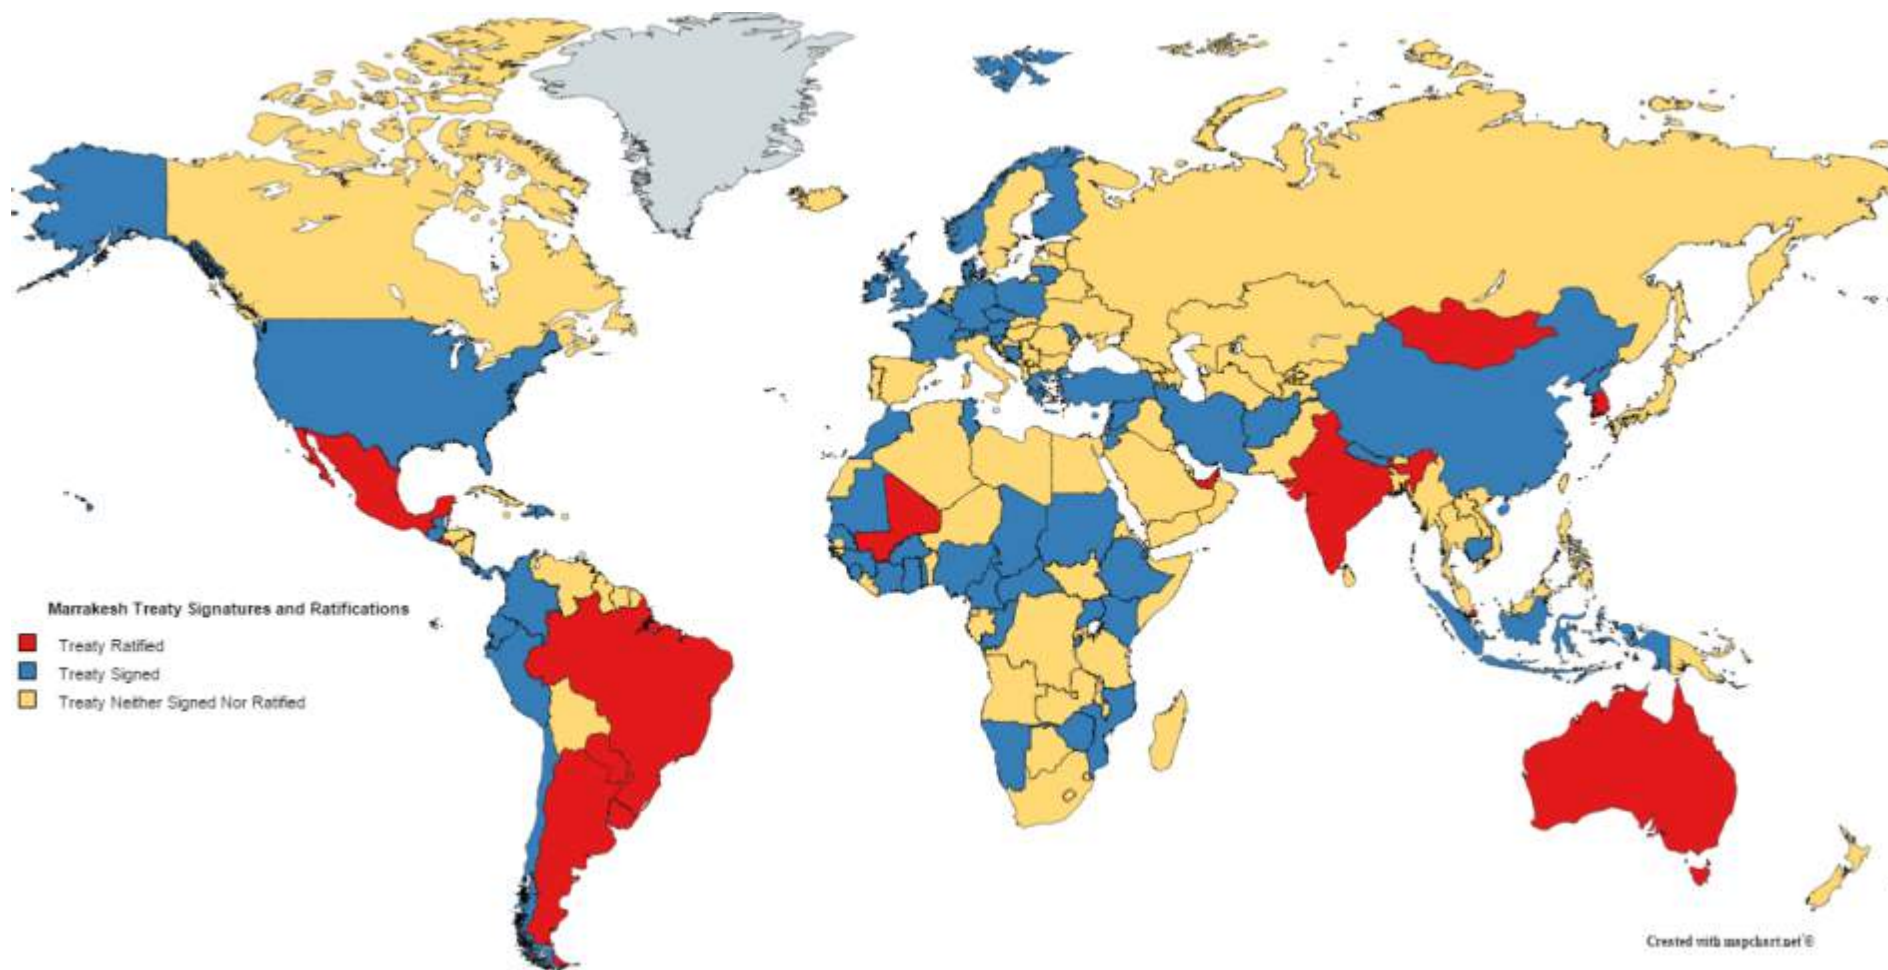 Marrakesh Treaty Signatures and Ratifications
Treaty Ratified
Treaty Signed
Treaty Neither Signed Nor Ratified
Created with mapchart.net ©